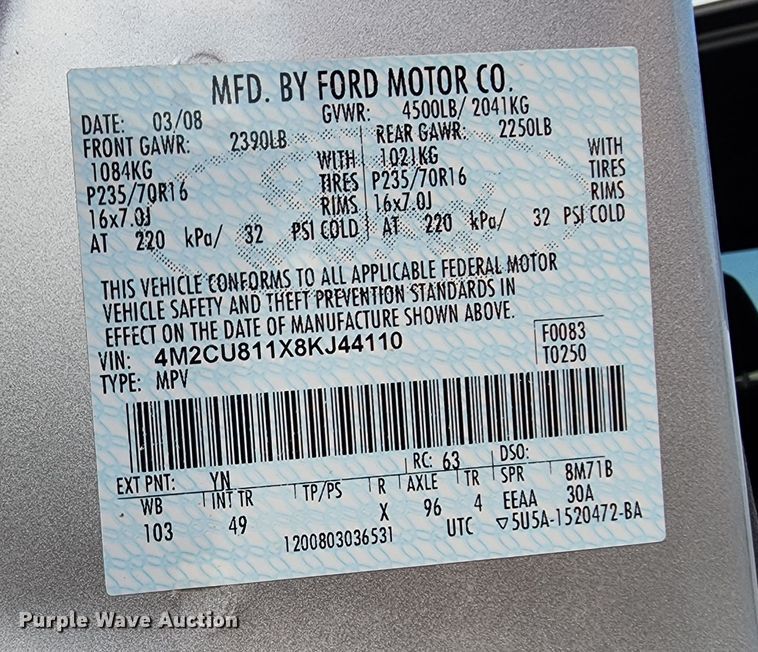 MFD. BY FORD MOTOR CO.
DATE: 03/08 GVWR: 4500LB/ 2041KG
FRONT GAWR: 2390LB REAR GAWR: 2250LB
1084KG WITH 1021KG WITH
P235/70R16 TIRES P235/70R16 TIRES
16x7.0J RIMS 16x7.0J RIMS
AT 220 kPa/ 32 PSI COLD AT 220 kPa/ 32 PSI COLD
THIS VEHICLE CONFORMS TO ALL APPLICABLE FEDERAL MOTOR
VEHICLE SAFETY AND THEFT PREVENTION STANDARDS IN
EFFECT ON THE DATE OF MANUFACTURE SHOWN ABOVE.
VIN: 4M2CU811X8KJ44110 F0083
TYPE: MPV T0250
EXT PNT: YN RC: 63 DSO:
WB INT TR TP/PS R AXLE TR SPR 8M71B
103 49 X 96 4 EEAA 30A
1200803036531 UTC ▽5U5A-1520472-BA
Purple Wave Auction